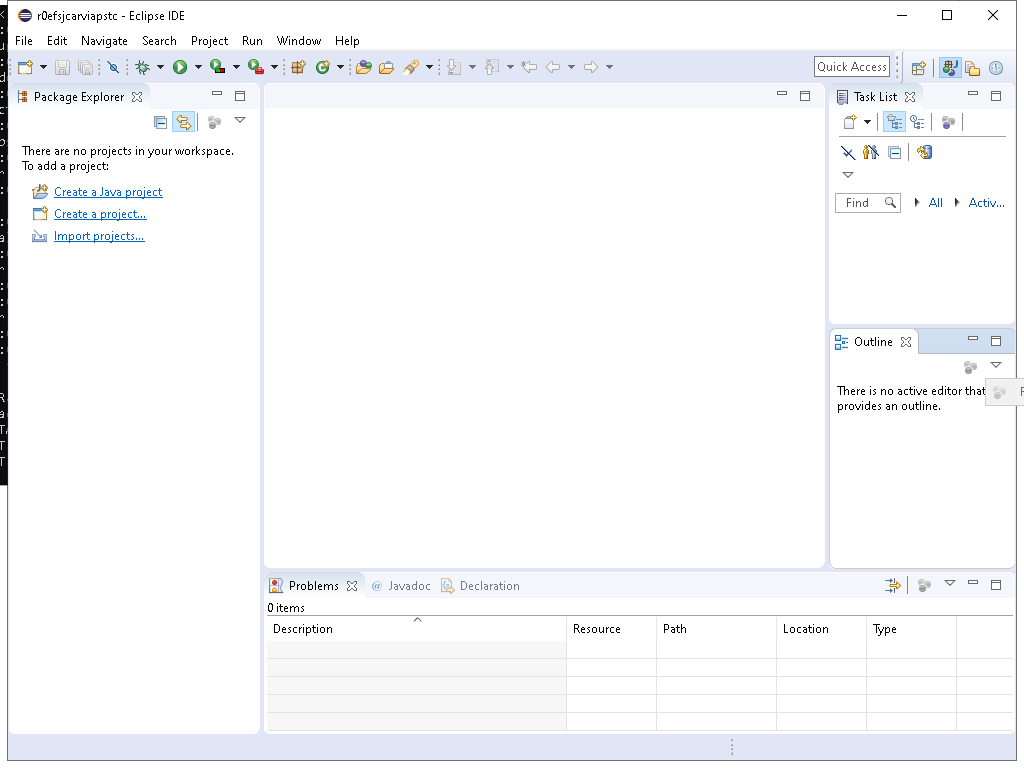 r0efsjcarviapstc - Eclipse IDE
File Edit Navigate Search Project Run Window Help
Quick Access
Package Explorer
There are no projects in your workspace.
To add a project:
Create a Java project
Create a project...
Import projects...
Task List
Find All Activ...
Outline
There is no active editor that
provides an outline.
Problems @ Javadoc Declaration
0 items
Description Resource Path Location Type